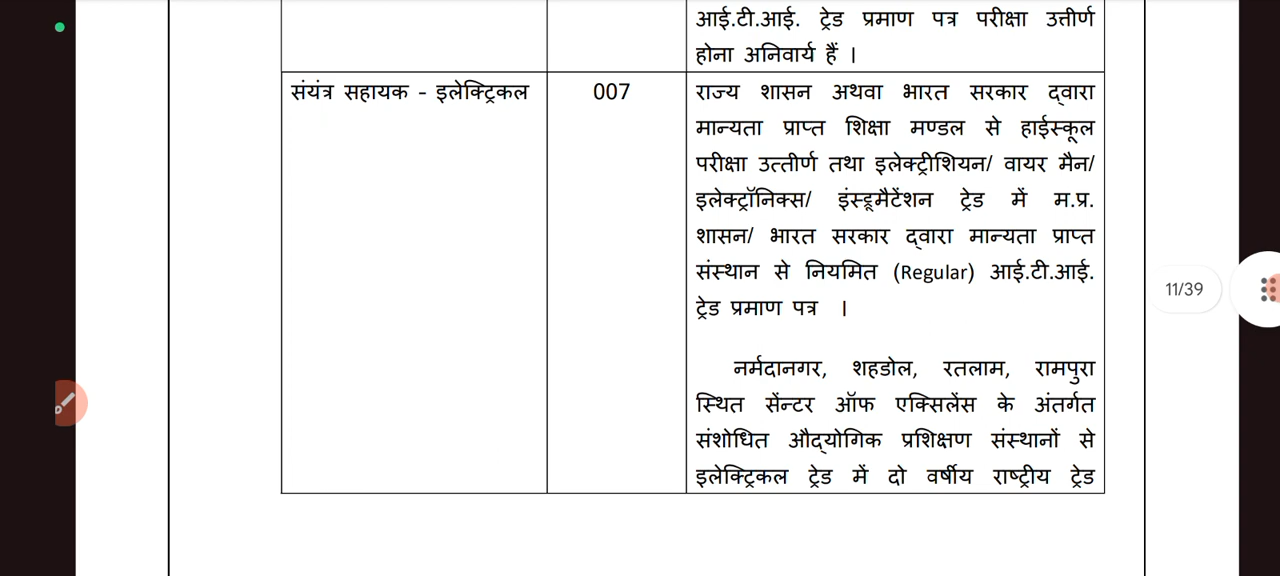 आई.टी.आई. ट्रेड प्रमाण पत्र परीक्षा उत्तीर्ण
होना अनिवार्य हैं ।
संयंत्र सहायक - इलेक्ट्रिकल
007
राज्य शासन अथवा भारत सरकार द्वारा
मान्यता प्राप्त शिक्षा मण्डल से हाईस्कूल
परीक्षा उत्तीर्ण तथा इलेक्ट्रीशियन/ वायर मैन/
इलेक्ट्रॉनिक्स/ इंस्ड्रूमैटेंशन ट्रेड में म.प्र.
शासन/ भारत सरकार द्वारा मान्यता प्राप्त
संस्थान से नियमित (Regular) आई.टी.आई.
ट्रेड प्रमाण पत्र ।
नर्मदानगर, शहडोल, रतलाम, रामपुरा
स्थित सेंन्टर ऑफ एक्सिलेंस के अंतर्गत
संशोधित औद्योगिक प्रशिक्षण संस्थानों से
इलेक्ट्रिकल ट्रेड में दो वर्षीय राष्ट्रीय ट्रेड
11/39